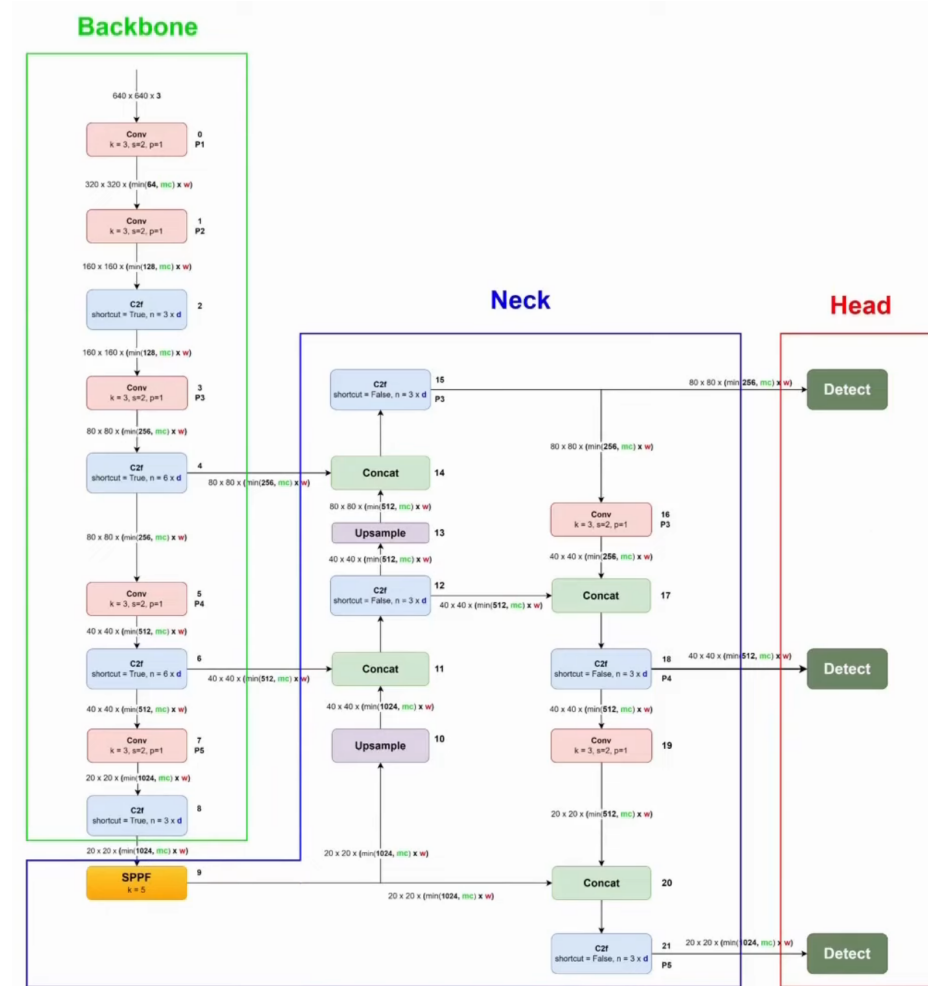 Backbone
640 x 640 x 3
Conv
k = 3, s=2, p=1
0
P1
320 x 320 x (min(64, mc) x w)
Conv
k = 3, s=2, p=1
1
P2
160 x 160 x (min(128, mc) x w)
C2f
shortcut = True, n = 3 x d
2
160 x 160 x (min(128, mc) x w)
Conv
k = 3, s=2, p=1
3
P3
80 x 80 x (min(256, mc) x w)
C2f
shortcut = True, n = 6 x d
4
80 x 80 x (min(256, mc) x w)
80 x 80 x (min(256, mc) x w)
Conv
k = 3, s=2, p=1
5
P4
40 x 40 x (min(512, mc) x w)
C2f
shortcut = True, n = 6 x d
6
40 x 40 x (min(512, mc) x w)
40 x 40 x (min(512, mc) x w)
Conv
k = 3, s=2, p=1
7
P5
20 x 20 x (min(1024, mc) x w)
C2f
shortcut = True, n = 3 x d
8
20 x 20 x (min(1024, mc) x w)
SPPF
k = 5
9
Neck
C2f
shortcut = False, n = 3 x d
15
P3
Concat
14
80 x 80 x (min(512, mc) x w)
Upsample
13
40 x 40 x (min(512, mc) x w)
C2f
shortcut = False, n = 3 x d
12
40 x 40 x (min(512, mc) x w)
Concat
11
40 x 40 x (min(1024, mc) x w)
Upsample
10
20 x 20 x (min(1024, mc) x w)
20 x 20 x (min(1024, mc) x w)
80 x 80 x (min(256, mc) x w)
80 x 80 x (min(256, mc) x w)
Conv
k = 3, s=2, p=1
16
P3
40 x 40 x (min(256, mc) x w)
Concat
17
C2f
shortcut = False, n = 3 x d
18
P4
40 x 40 x (min(512, mc) x w)
40 x 40 x (min(512, mc) x w)
Conv
k = 3, s=2, p=1
19
20 x 20 x (min(512, mc) x w)
Concat
20
C2f
shortcut = False, n = 3 x d
21
P5
20 x 20 x (min(1024, mc) x w)
Head
Detect
Detect
Detect